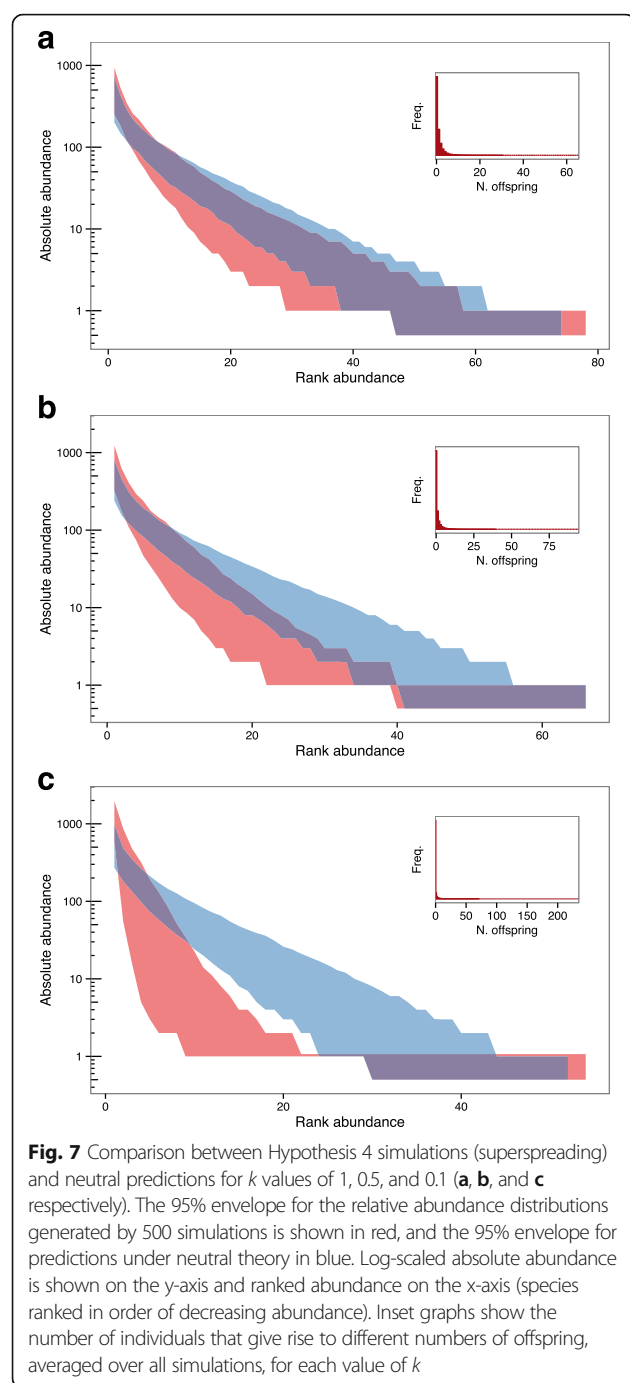 a
1000
100
10
1
Absolute abundance
0 20 40 60 80
Rank abundance
Freq.
0 20 40 60
N. offspring
b
1000
100
10
1
Absolute abundance
0 20 40 60
Rank abundance
Freq.
0 25 50 75
N. offspring
c
1000
100
10
1
Absolute abundance
0 20 40
Rank abundance
Freq.
0 50 100 150 200
N. offspring
Fig. 7 Comparison between Hypothesis 4 simulations (superspreading)
and neutral predictions for k values of 1, 0.5, and 0.1 (a, b, and c
respectively). The 95% envelope for the relative abundance distributions
generated by 500 simulations is shown in red, and the 95% envelope for
predictions under neutral theory in blue. Log-scaled absolute abundance
is shown on the y-axis and ranked abundance on the x-axis (species
ranked in order of decreasing abundance). Inset graphs show the
number of individuals that give rise to different numbers of offspring,
averaged over all simulations, for each value of k